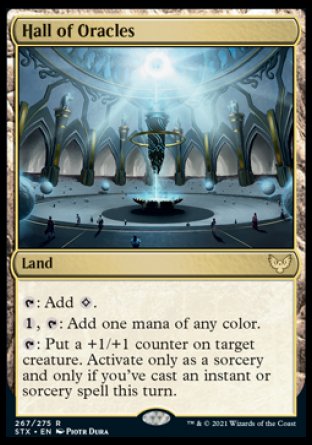 Hall of Oracles
Land
: Add .
1, : Add one mana of any color.
: Put a +1/+1 counter on target
creature. Activate only as a sorcery
and only if you've cast an instant or
sorcery spell this turn.
267/275 R
STX • EN Piotr Dura
™ & © 2021 Wizards of the Coast